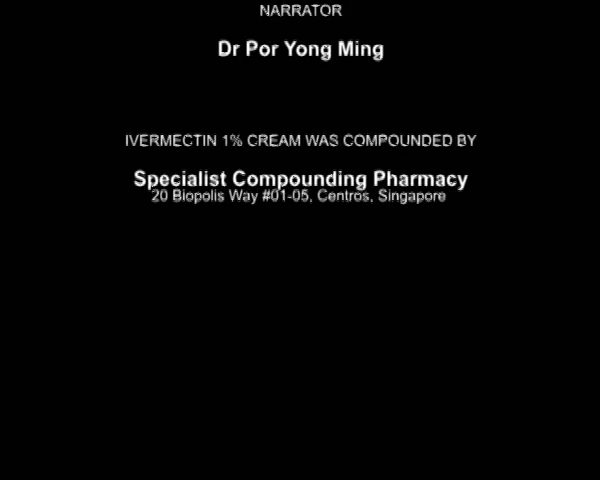 NARRATOR
Dr Por Yong Ming
IVERMECTIN 1% CREAM WAS COMPOUNDED BY
Specialist Compounding Pharmacy
20 Biopolis Way #01-05, Centros, Singapore